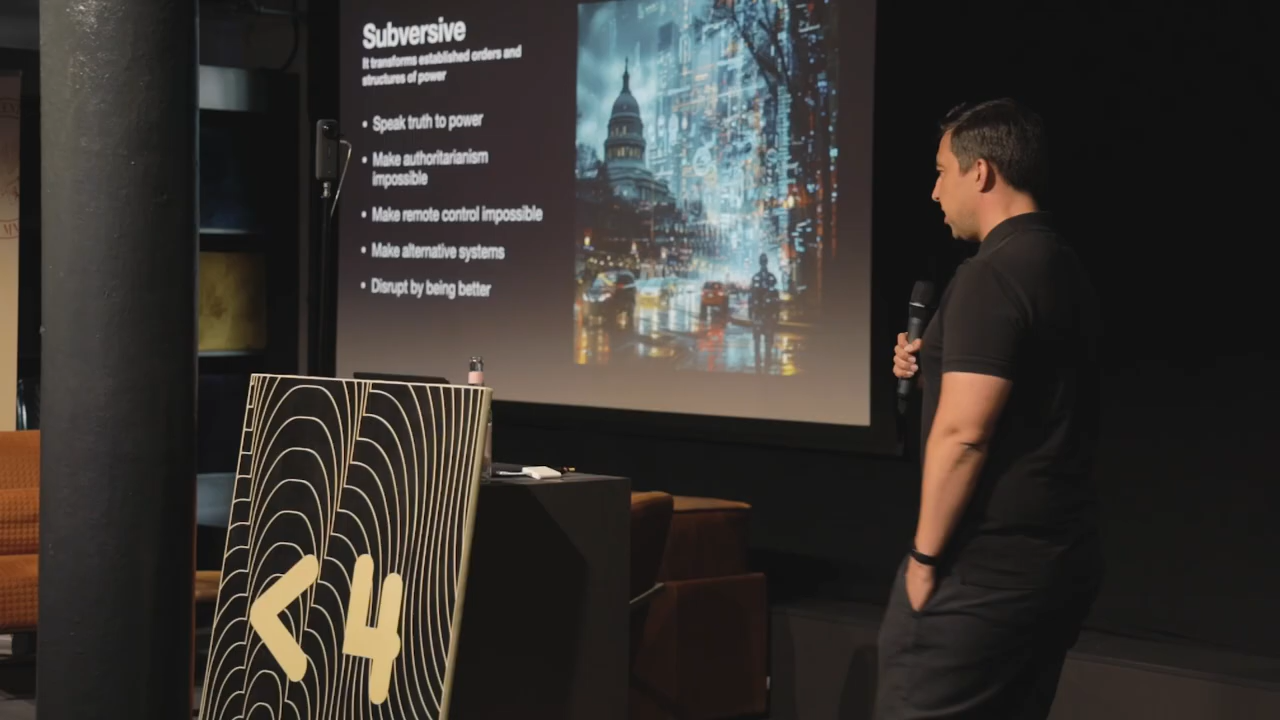 Subversive
It transforms established orders and
structures of power
• Speak truth to power
• Make authoritarianism
impossible
• Make remote control impossible
• Make alternative systems
• Disrupt by being better
<4